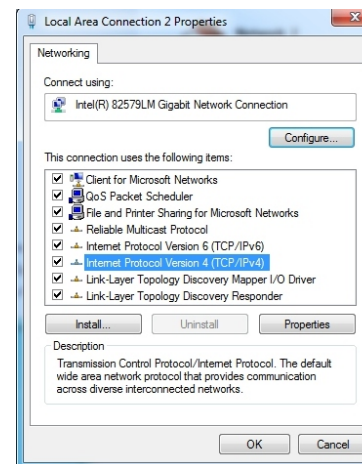 Local Area Connection 2 Properties
Networking
Connect using:
Intel(R) 82579LM Gigabit Network Connection
Configure...
This connection uses the following items:
Client for Microsoft Networks
QoS Packet Scheduler
File and Printer Sharing for Microsoft Networks
Reliable Multicast Protocol
Internet Protocol Version 6 (TCP/IPv6)
Internet Protocol Version 4 (TCP/IPv4)
Link-Layer Topology Discovery Mapper I/O Driver
Link-Layer Topology Discovery Responder
Install... Uninstall Properties
Description
Transmission Control Protocol/Internet Protocol. The default
wide area network protocol that provides communication
across diverse interconnected networks.
OK Cancel